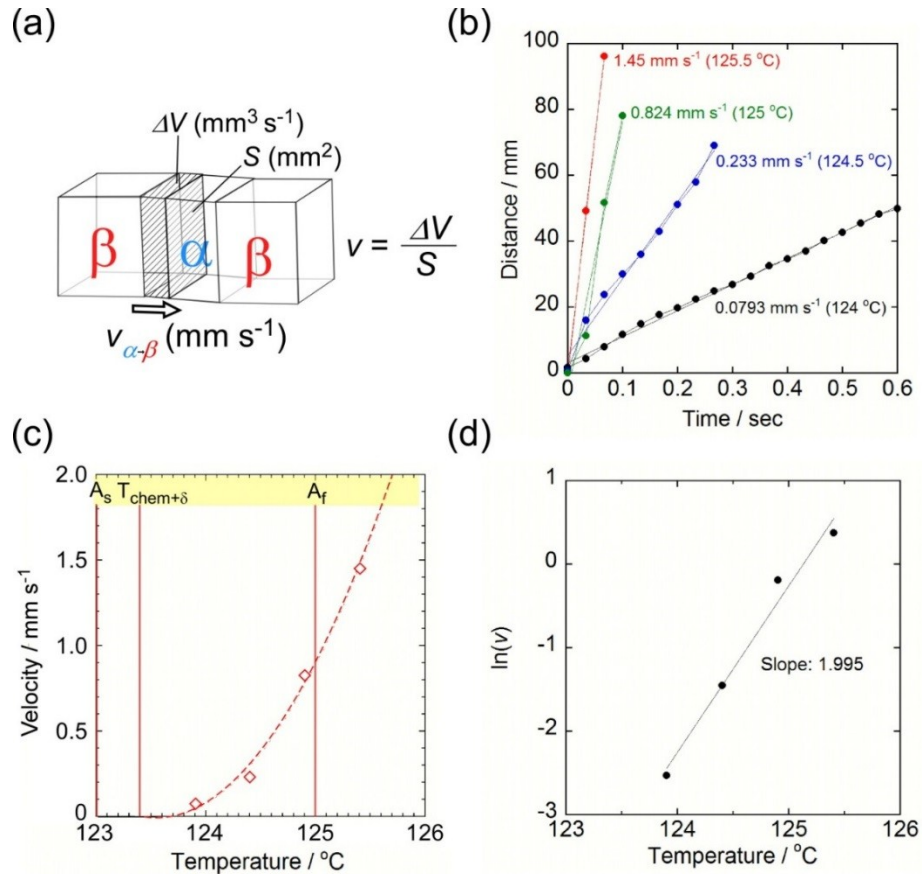 (a)
ΔV (mm³ s⁻¹)
S (mm²)
β
α
β
v = ΔV
S
vα-β (mm s⁻¹)
(b)
Distance / mm
100
80
60
40
20
0
1.45 mm s⁻¹ (125.5 °C)
0.824 mm s⁻¹ (125 °C)
0.233 mm s⁻¹ (124.5 °C)
0.0793 mm s⁻¹ (124 °C)
0 0.1 0.2 0.3 0.4 0.5 0.6
Time / sec
(c)
Velocity / mm s⁻¹
2.0
1.5
1.0
0.5
0
As Tchem+δ Af
123 124 125 126
Temperature / °C
(d)
ln(v)
1
0
-1
-2
-3
Slope: 1.995
123 124 125 126
Temperature / °C